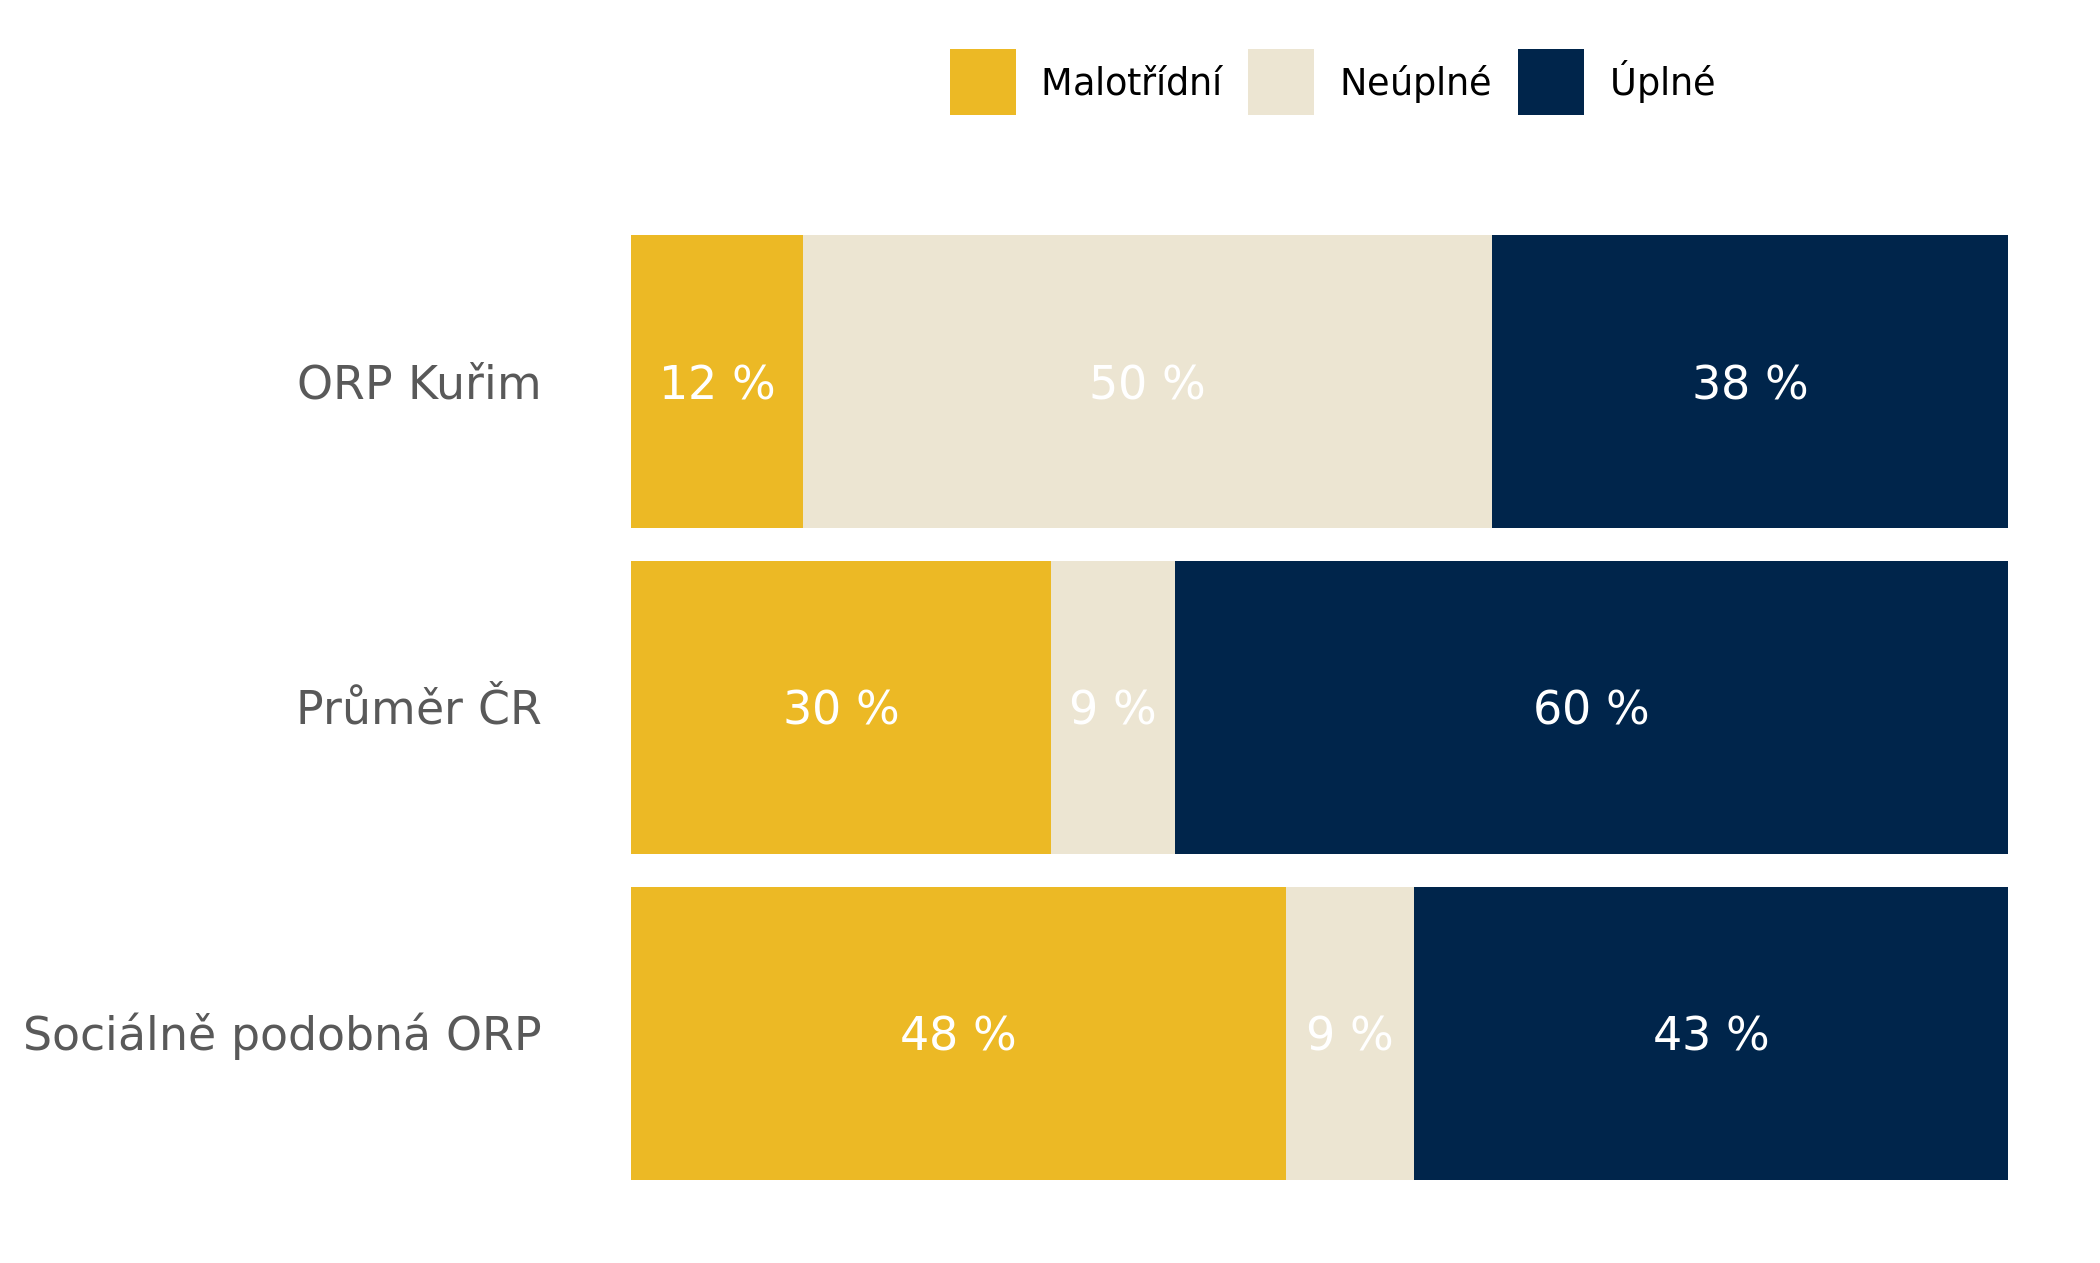 Malotřídní Neúplné Úplné
ORP Kuřim 12 % 50 % 38 %
Průměr ČR 30 % 9 % 60 %
Sociálně podobná ORP 48 % 9 % 43 %